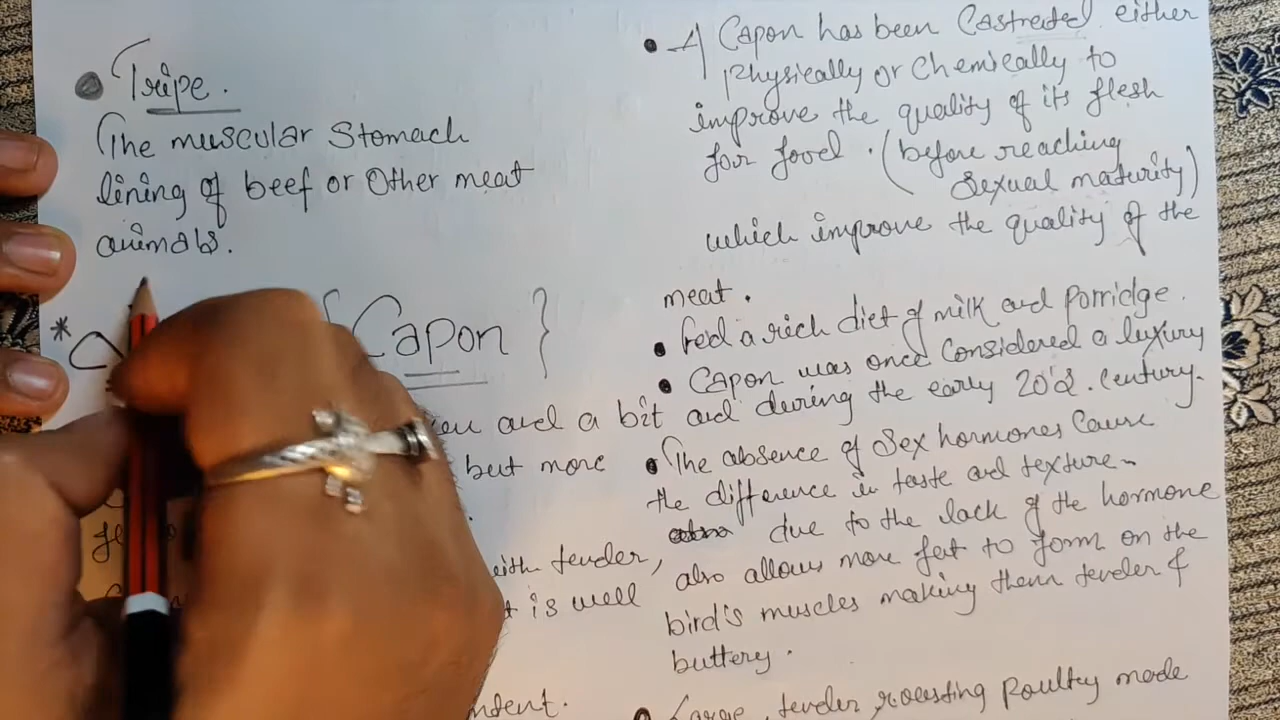 Tripe.
The muscular Stomach
lining of beef or Other meat
animals.
* { Capon }
and a bit
but more
with tender,
is well
A Capon has been Castreted either
Physically or Chemically to
improve the quality of its flesh
for food. (before reaching
Sexual maturity)
which improve the quality of the
meat.
fed a rich diet of milk and Porridge.
Capon was once considered a luxury
and during the early 20'th century.
The absence of Sex hormones Cause
the difference in taste and texture
due to the lack of the hormone
also allows more fat to form on the
bird's muscles making them tender &
buttery.
Large, tender roasting Poultry made